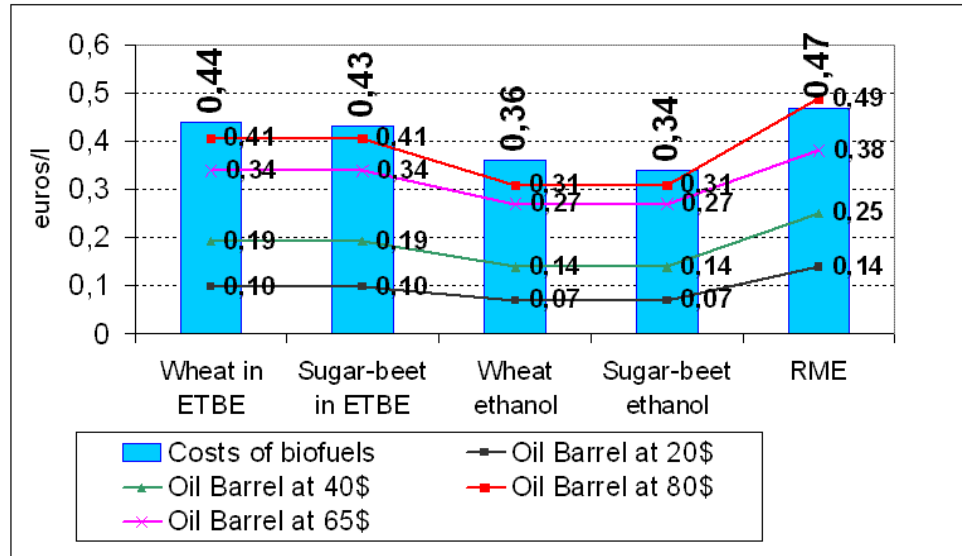 0,6
0,5
0,4
0,3
0,2
0,1
0
euros/l
0,44
0,43
0,36
0,34
0,47
0,41
0,41
0,31
0,31
0,49
0,34
0,34
0,27
0,27
0,38
0,19
0,19
0,14
0,14
0,25
0,10
0,10
0,07
0,07
0,14
Wheat in
ETBE
Sugar-beet
in ETBE
Wheat
ethanol
Sugar-beet
ethanol
RME
Costs of biofuels
Oil Barrel at 20$
Oil Barrel at 40$
Oil Barrel at 80$
Oil Barrel at 65$